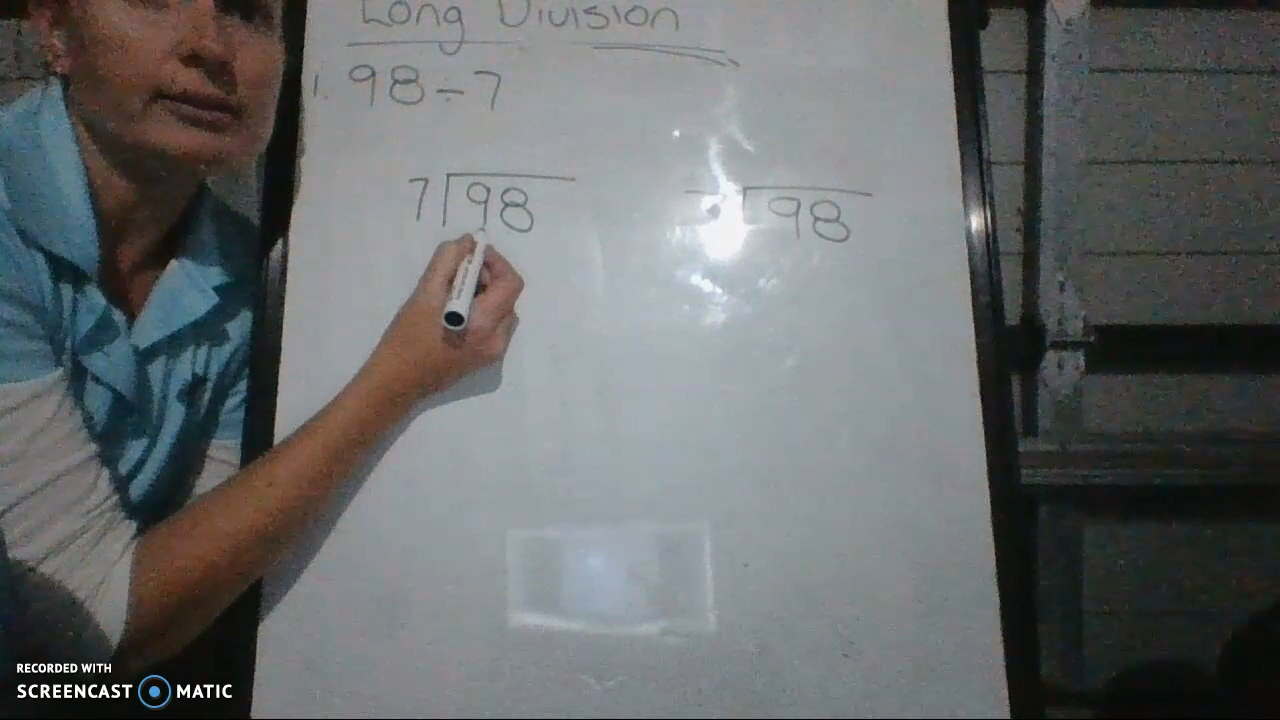 Long Division
1. 98÷7
7 98
98
RECORDED WITH
SCREENCAST MATIC